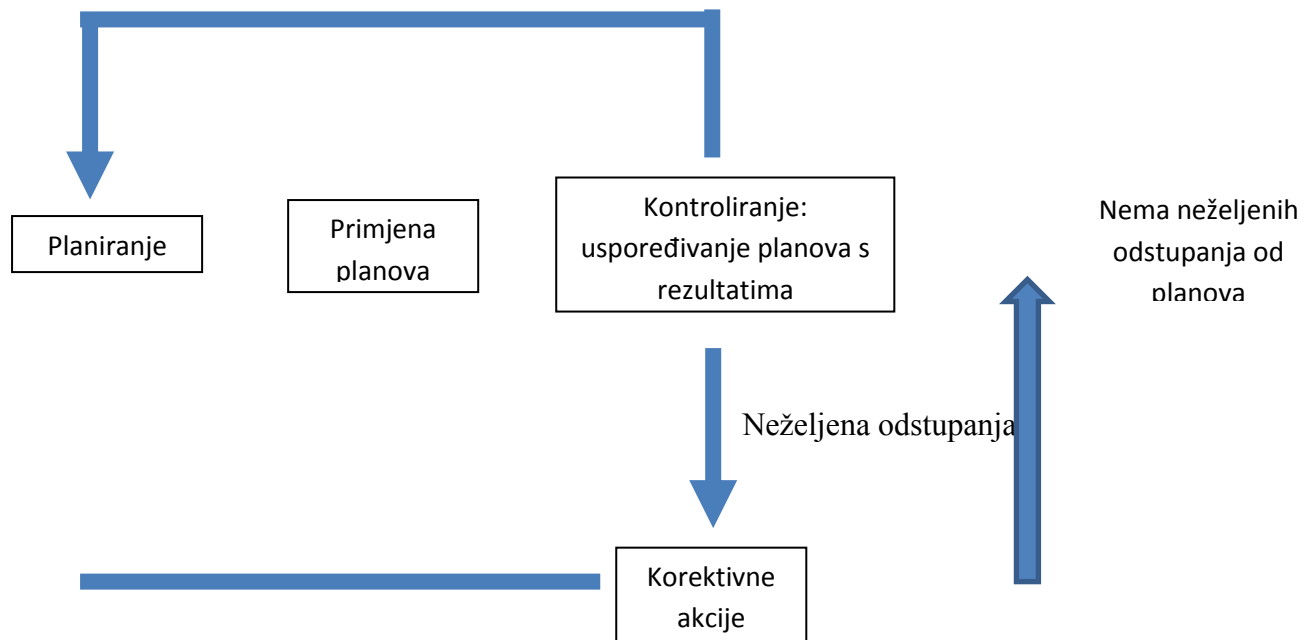 Planiranje
Primjena
planova
Kontroliranje:
uspoređivanje planova s
rezultatima
Nema neželjenih
odstupanja od
planova
Neželjena odstupanja
Korektivne
akcije